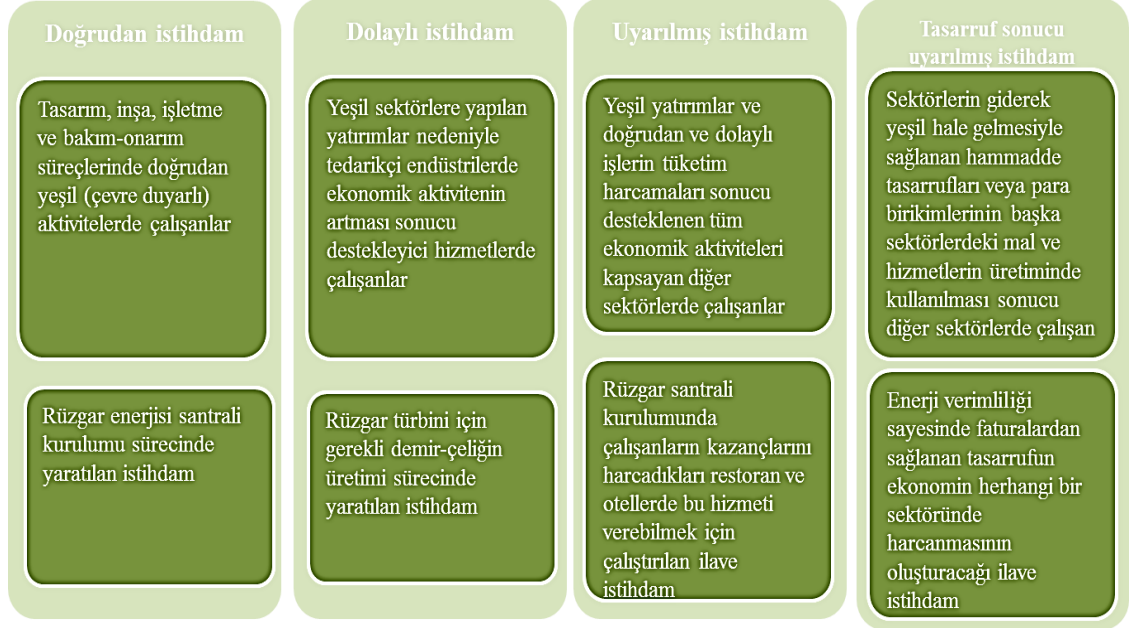 Doğrudan istihdam
Tasarım, inşa, işletme
ve bakım-onarım
süreçlerinde doğrudan
yeşil (çevre duyarlı)
aktivitelerde çalışanlar
Rüzgar enerjisi santrali
kurulumu sürecinde
yaratılan istihdam
Dolaylı istihdam
Yeşil sektörlere yapılan
yatırımlar nedeniyle
tedarikçi endüstrilerde
ekonomik aktivitenin
artması sonucu
destekleyici hizmetlerde
çalışanlar
Rüzgar türbini için
gerekli demir-çeliğin
üretimi sürecinde
yaratılan istihdam
Uyarılmış istihdam
Yeşil yatırımlar ve
doğrudan ve dolaylı
işlerin tüketim
harcamaları sonucu
desteklenen tüm
ekonomik aktiviteleri
kapsayan diğer
sektörlerde çalışanlar
Rüzgar santrali
kurulumunda
çalışanların kazançlarını
harcadıkları restoran ve
otellerde bu hizmeti
verebilmek için
çalıştırılan ilave
istihdam
Tasarruf sonucu
uyarılmış istihdam
Sektörlerin giderek
yeşil hale gelmesiyle
sağlanan hammadde
tasarrufları veya para
birikimlerinin başka
sektörlerdeki mal ve
hizmetlerin üretiminde
kullanılması sonucu
diğer sektörlerde çalışan
Enerji verimliliği
sayesinde faturalardan
sağlanan tasarrufun
ekonomin herhangi bir
sektöründe
harcanmasının
oluşturacağı ilave
istihdam